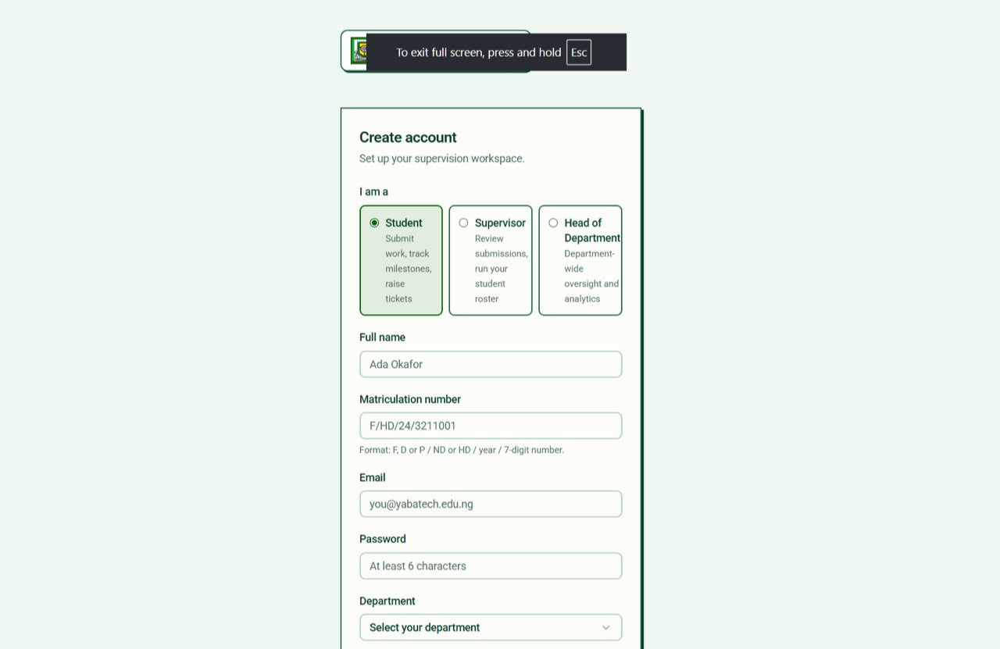 To exit full screen, press and hold Esc
Create account
Set up your supervision workspace.
I am a
Student
Submit
work, track
milestones,
raise
tickets
Supervisor
Review
submissions,
run your
student
roster
Head of
Department
Department-
wide
oversight and
analytics
Full name
Ada Okafor
Matriculation number
F/HD/24/3211001
Format: F, D or P / ND or HD / year / 7-digit number.
Email
you@yabatech.edu.ng
Password
At least 6 characters
Department
Select your department